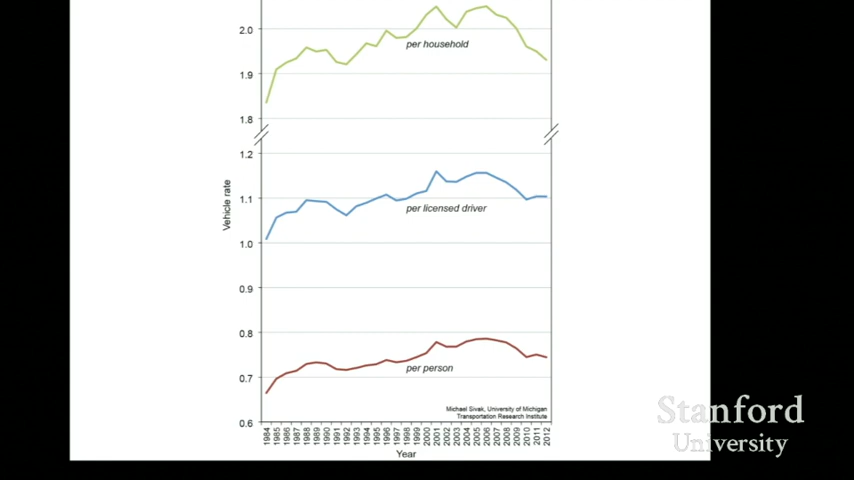 2.0
per household
1.9
1.8
1.2
Vehicle rate
1.1
per licensed driver
1.0
0.9
0.8
per person
0.7
Michael Sivak, University of Michigan
Transportation Research Institute
0.6
1984 1985 1986 1987 1988 1989 1990 1991 1992 1993 1994 1995 1996 1997 1998 1999 2000 2001 2002 2003 2004 2005 2006 2007 2008 2009 2010 2011 2012
Year
Stanford
University